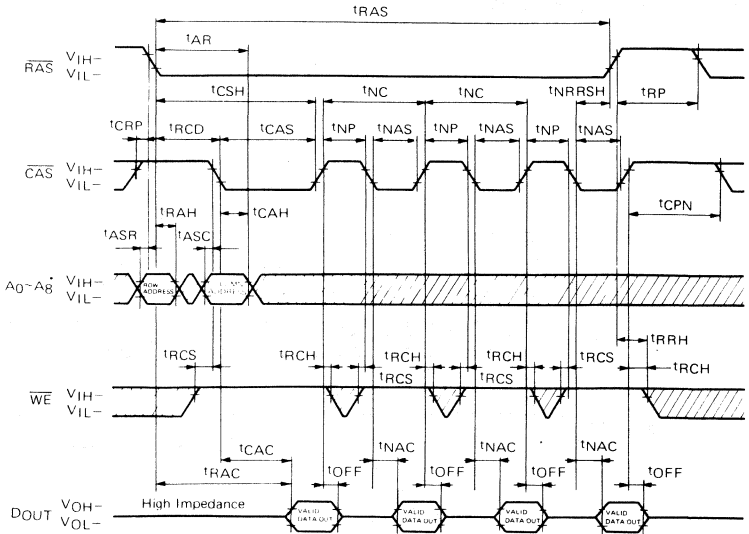 tRAS
tAR
RAS VIH−
VIL−
tCSH tNC tNC tNRRSH tRP
tCRP tRCD tCAS tNP tNAS tNP tNAS tNP tNAS
CAS VIH−
VIL−
tRAH tCAH tCPN
tASR tASC
A0~A8* VIH−
VIL−
ROW
ADDRESS
ADDRESS
tRRH
tRCS tRCH tRCH tRCH tRCS tRCH
tRCS tRCS
WE VIH−
VIL−
tCAC tNAC tNAC tNAC
tRAC tOFF tOFF tOFF tOFF
DOUT VOH−
VOL−
High Impedance
VALID
DATA OUT
VALID
DATA OUT
VALID
DATA OUT
VALID
DATA OUT